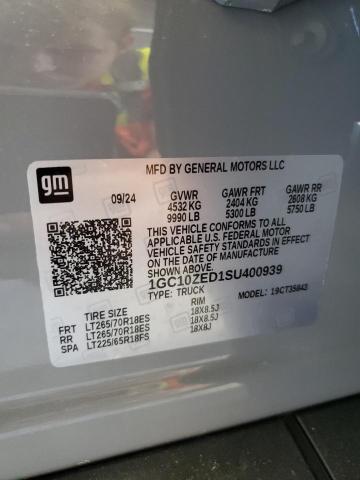 gm
MFD BY GENERAL MOTORS LLC
09/24 GVWR GAWR FRT GAWR RR
4532 KG 2404 KG 2608 KG
9990 LB 5300 LB 5750 LB
THIS VEHICLE CONFORMS TO ALL
APPLICABLE U.S. FEDERAL MOTOR
VEHICLE SAFETY STANDARDS IN
EFFECT ON THE DATE OF
MANUFACTURE SHOWN ABOVE.
1GC10ZED1SU400939
TYPE: TRUCK MODEL: 19CT35843
TIRE SIZE RIM
FRT LT265/70R18ES 18X8.5J
RR LT265/70R18ES 18X8.5J
SPA LT225/65R18FS 18X8J